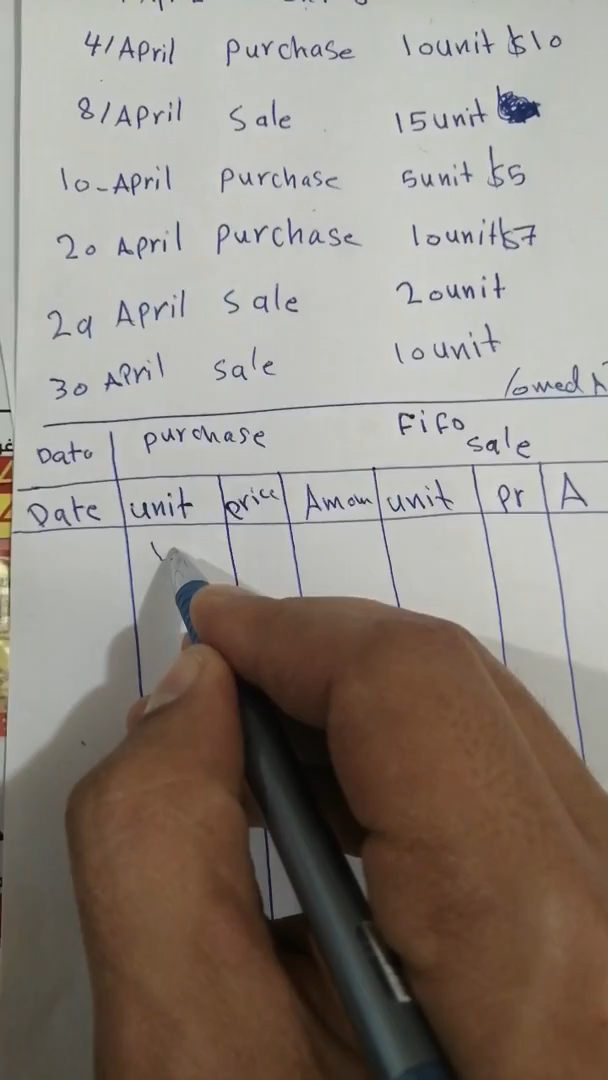 4/April purchase 10unit $10
8/April Sale 15unit
10-April purchase 5unit $5
20 April purchase 10unit$7
29 April Sale 20unit
30 April Sale 10unit
Date purchase FiFo sale
Date unit price Amoun unit pr A